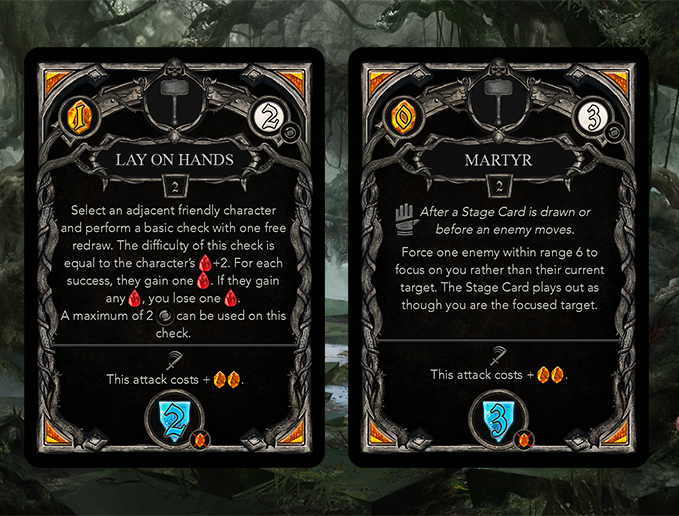 1
2
LAY ON HANDS
2
Select an adjacent friendly character
and perform a basic check with one free
redraw. The difficulty of this check is
equal to the character's +2. For each
success, they gain one . If they gain
any , you lose one .
A maximum of 2 can be used on this
check.
This attack costs + .
2
0
3
MARTYR
2
After a Stage Card is drawn or
before an enemy moves.
Force one enemy within range 6 to
focus on you rather than their current
target. The Stage Card plays out as
though you are the focused target.
This attack costs + .
3